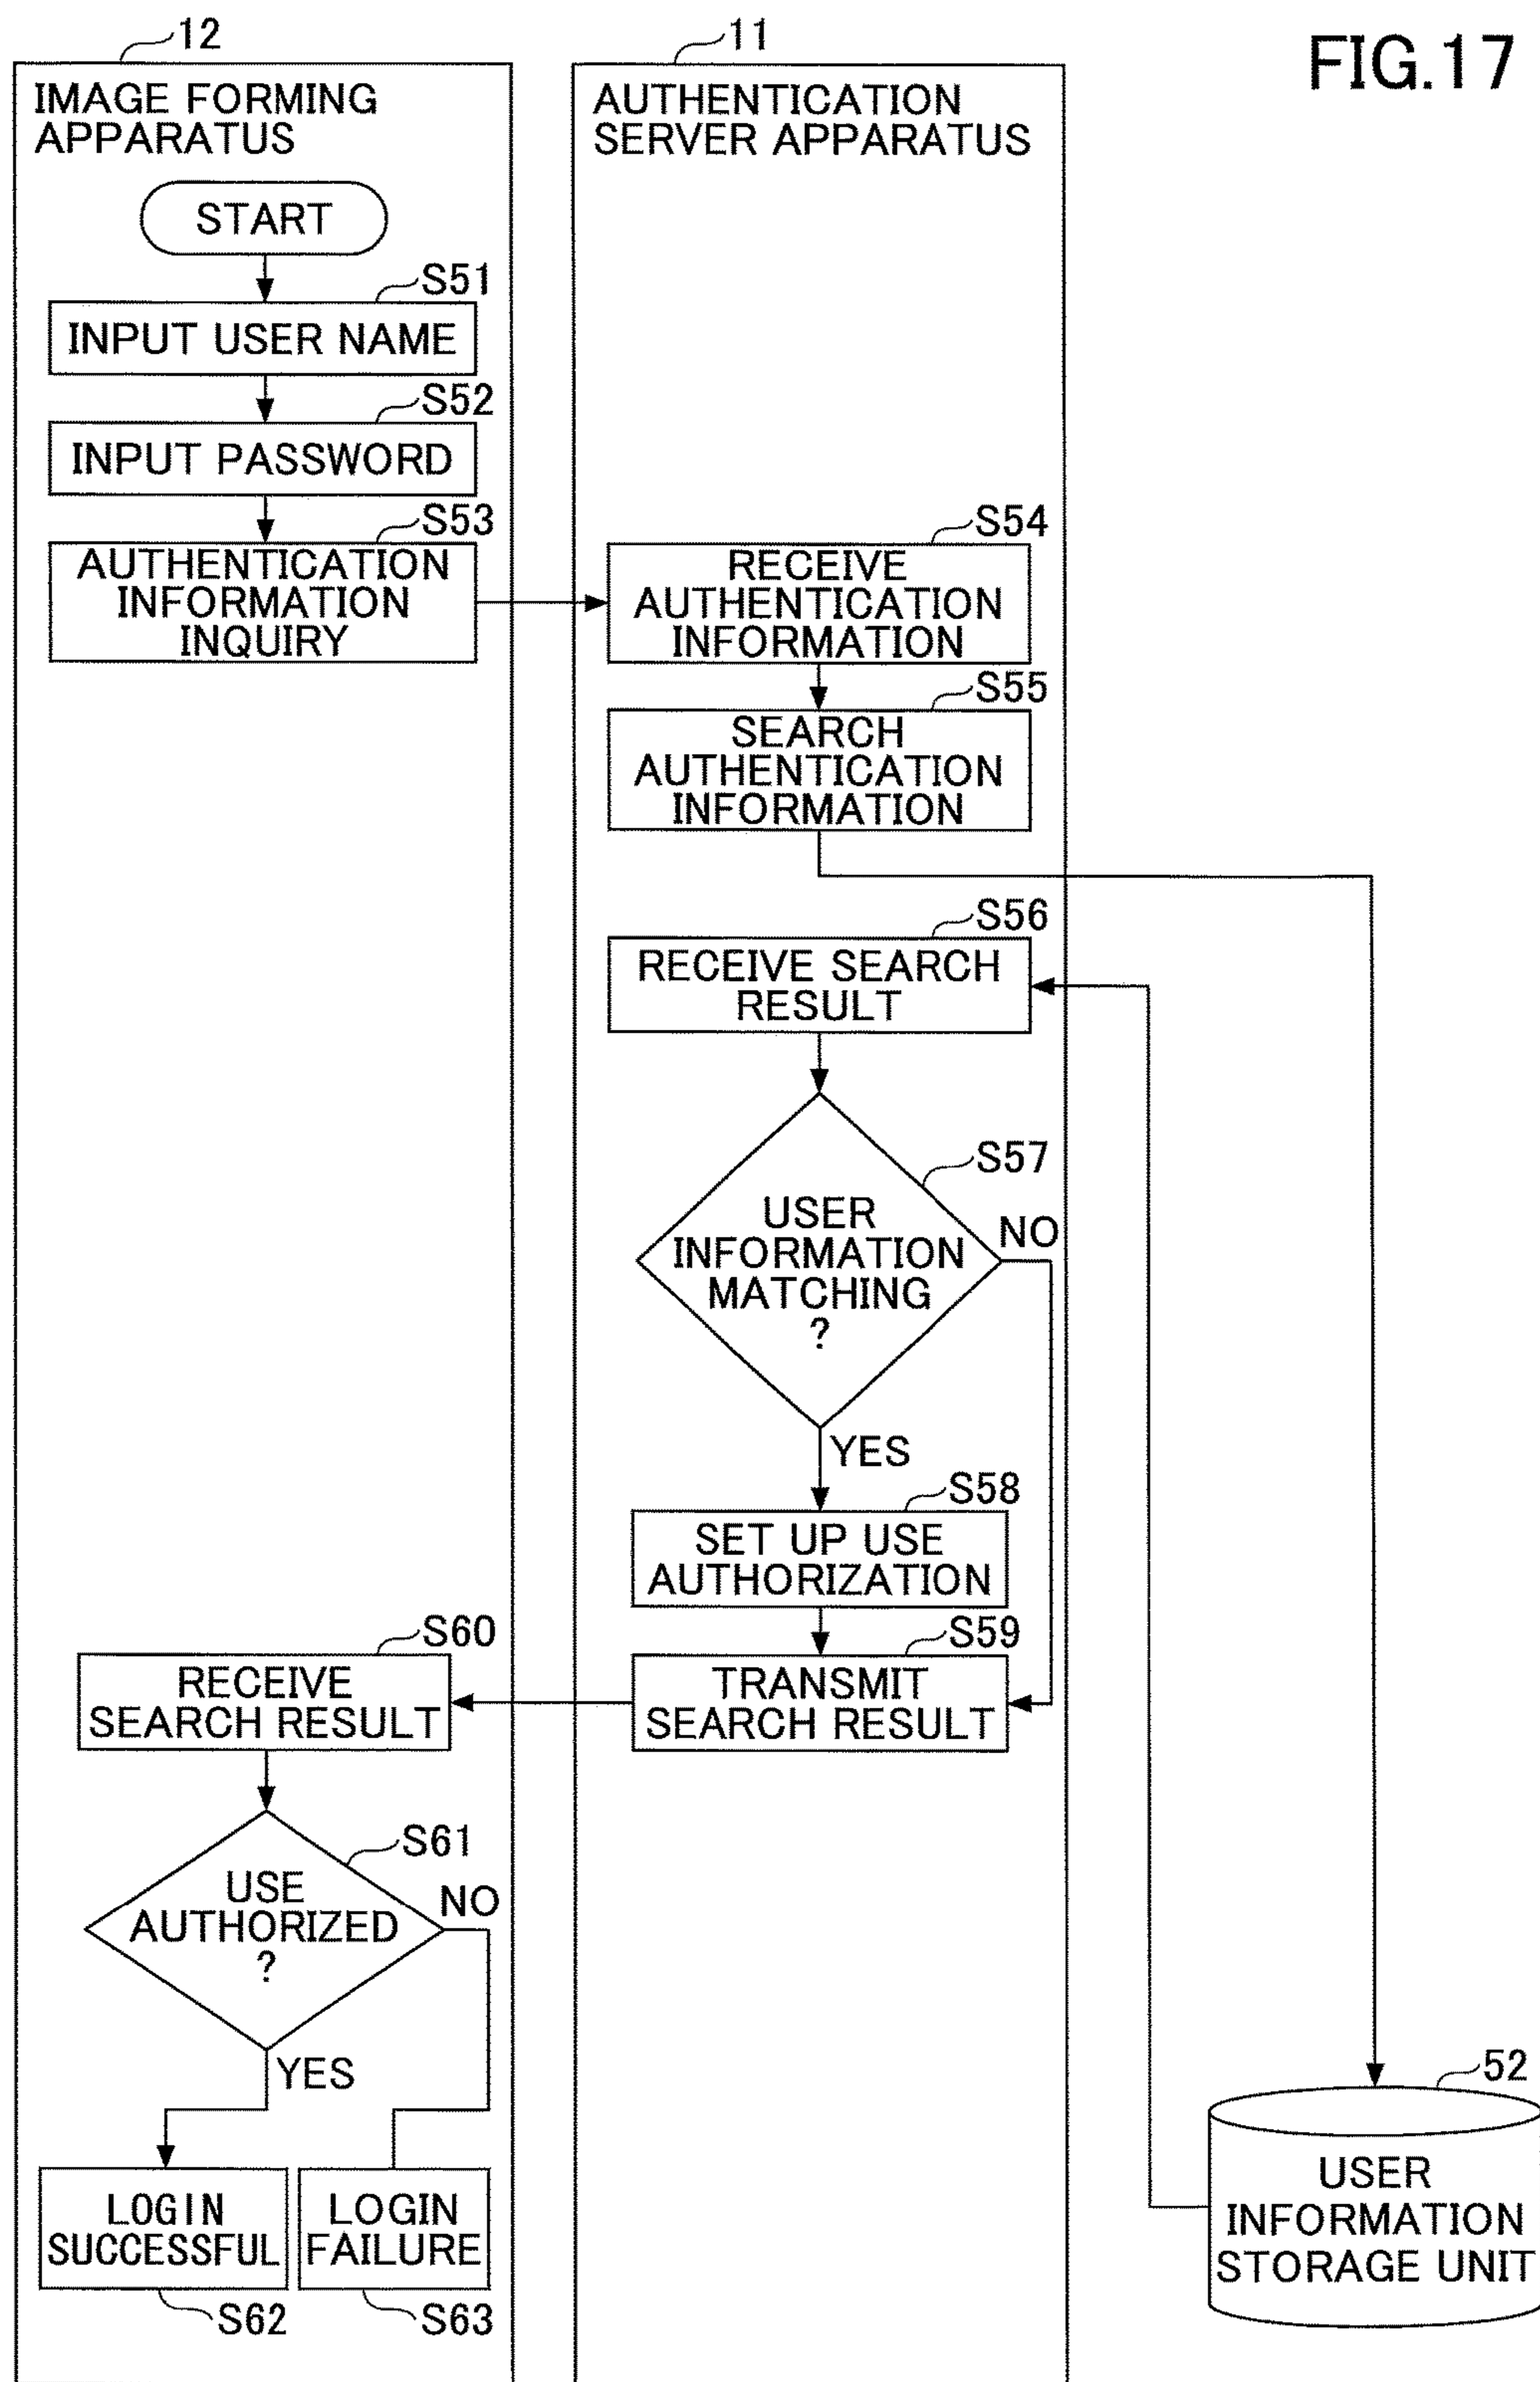 FIG.17
12
IMAGE FORMING
APPARATUS
START
S51
INPUT USER NAME
S52
INPUT PASSWORD
S53
AUTHENTICATION
INFORMATION
INQUIRY
11
AUTHENTICATION
SERVER APPARATUS
S54
RECEIVE
AUTHENTICATION
INFORMATION
S55
SEARCH
AUTHENTICATION
INFORMATION
S56
RECEIVE SEARCH
RESULT
S57
USER
INFORMATION
MATCHING
?
NO
YES
S58
SET UP USE
AUTHORIZATION
S59
TRANSMIT
SEARCH RESULT
S60
RECEIVE
SEARCH RESULT
S61
USE
AUTHORIZED
?
NO
YES
LOGIN
SUCCESSFUL
S62
LOGIN
FAILURE
S63
52
USER
INFORMATION
STORAGE UNIT